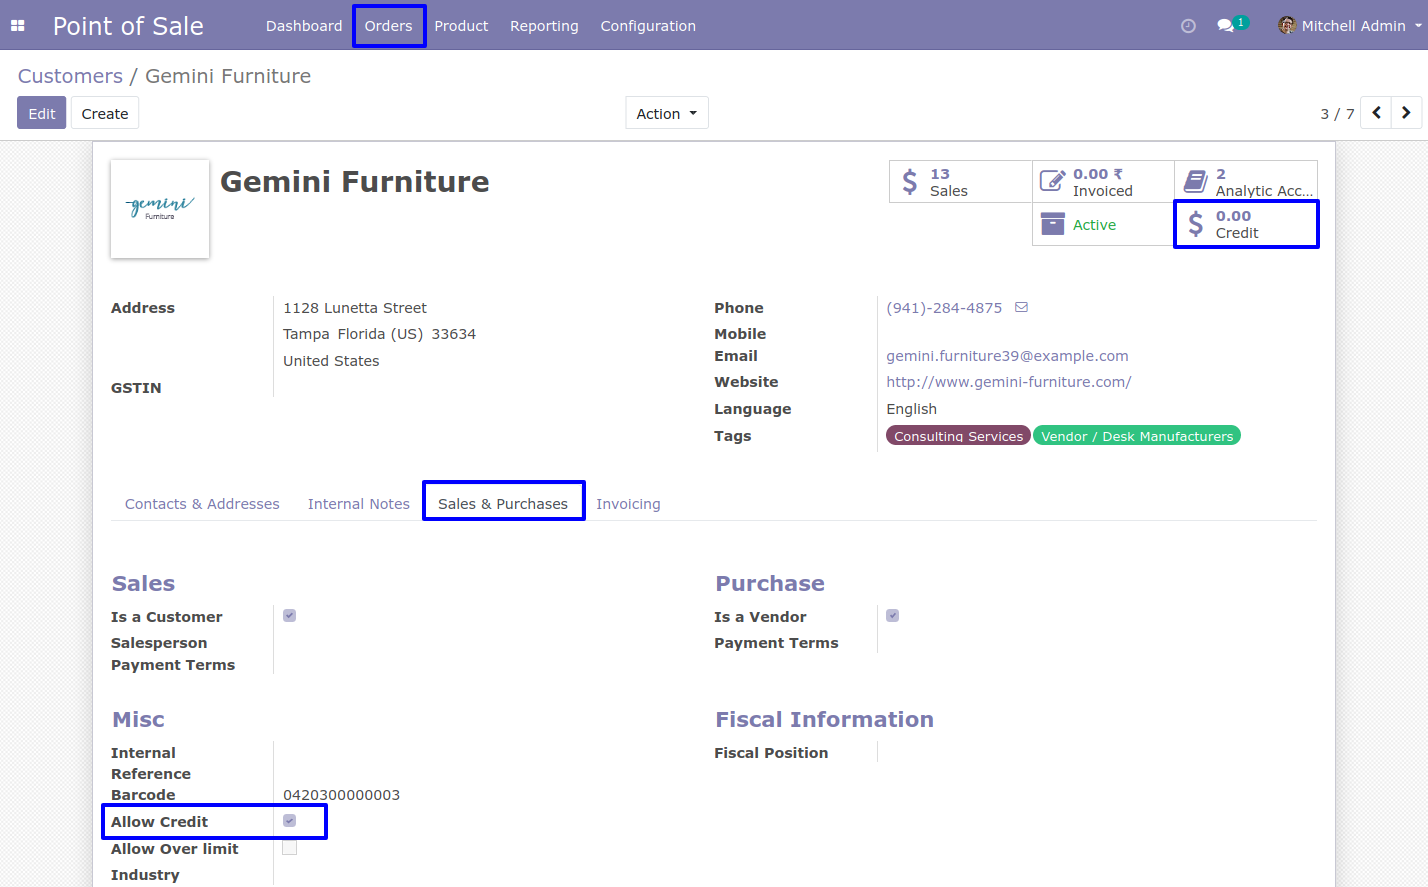 Point of Sale Dashboard Orders Product Reporting Configuration 1 Mitchell Admin
Customers / Gemini Furniture
Edit Create Action 3 / 7
gemini
Furniture
Gemini Furniture
13
Sales
0.00 ₹
Invoiced
2
Analytic Acc...
Active
0.00
Credit
Address 1128 Lunetta Street
Tampa Florida (US) 33634
United States
GSTIN
Phone (941)-284-4875
Mobile
Email gemini.furniture39@example.com
Website http://www.gemini-furniture.com/
Language English
Tags Consulting Services Vendor / Desk Manufacturers
Contacts & Addresses Internal Notes Sales & Purchases Invoicing
Sales
Is a Customer
Salesperson
Payment Terms
Purchase
Is a Vendor
Payment Terms
Misc
Internal
Reference
Barcode 0420300000003
Allow Credit
Allow Over limit
Industry
Fiscal Information
Fiscal Position